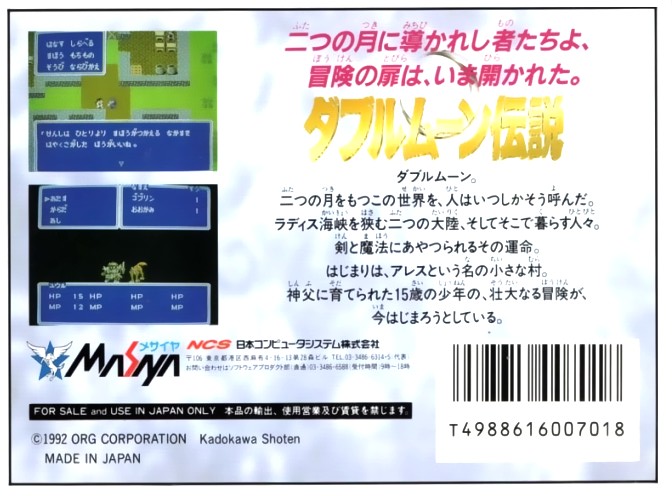 二つの月に導かれし者たちよ、
冒険の扉は、いま開かれた。
ダブルムーン伝説
はなす しらべる
まほう もちもの
そうび ならびかえ
「けんしは ひとりより まほうがつかえる なかまを
はやくこがした ほうがいいね。
▼
あたま
からだ
あし
なまえ
ゴブリン 1
おおがみ 1
ユウル
HP 15 HP HP HP
MP 12 MP MP MP
ダブルムーン。
二つの月をもつこの世界を、人はいつしかそう呼んだ。
ラディス海峡を狭む二つの大陸、そしてそこで暮らす人々。
剣と魔法にあやつられるその運命。
はじまりは、アレスという名の小さな村。
神父に育てられた15歳の少年の、壮大なる冒険が、
今はじまろうとしている。
メサイヤ
MASAYA
NCS 日本コンピュータシステム株式会社
〒106 東京都港区西麻布4-16-13第28森ビル TEL.03-3486-6314-5(代表)
お問い合わせはソフトウェアプロダクト部(直通)03-3486-6588(受付時間)9時〜18時
FOR SALE and USE IN JAPAN ONLY 本品の輸出、使用営業及び賃貸を禁じます。
©1992 ORG CORPORATION Kadokawa Shoten
MADE IN JAPAN
T4988616007018